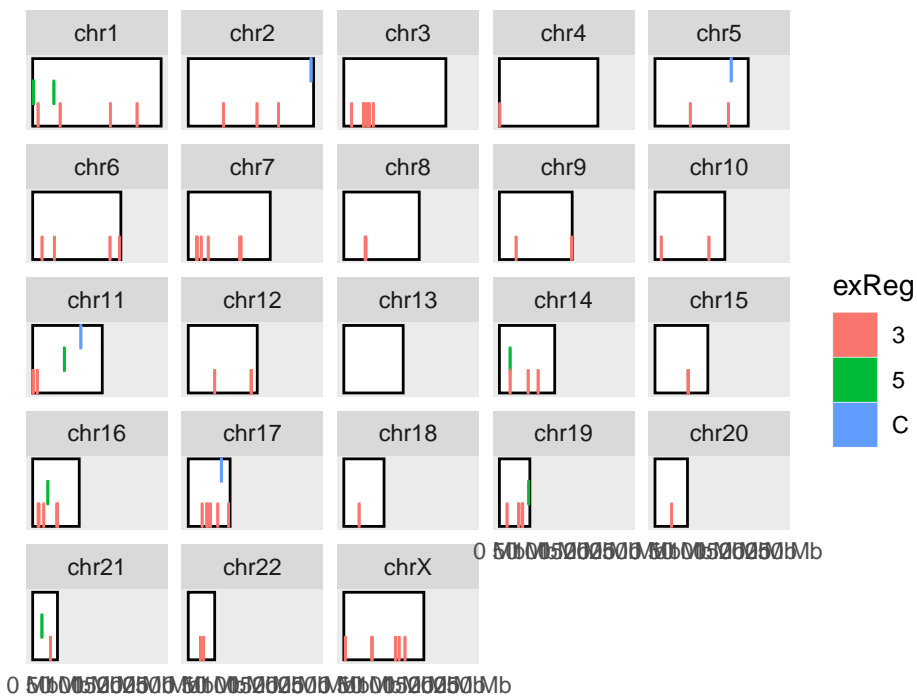 chr1 chr2 chr3 chr4 chr5
chr6 chr7 chr8 chr9 chr10
chr11 chr12 chr13 chr14 chr15
chr16 chr17 chr18 chr19 chr20
chr21 chr22 chrX
exReg
3
5
C